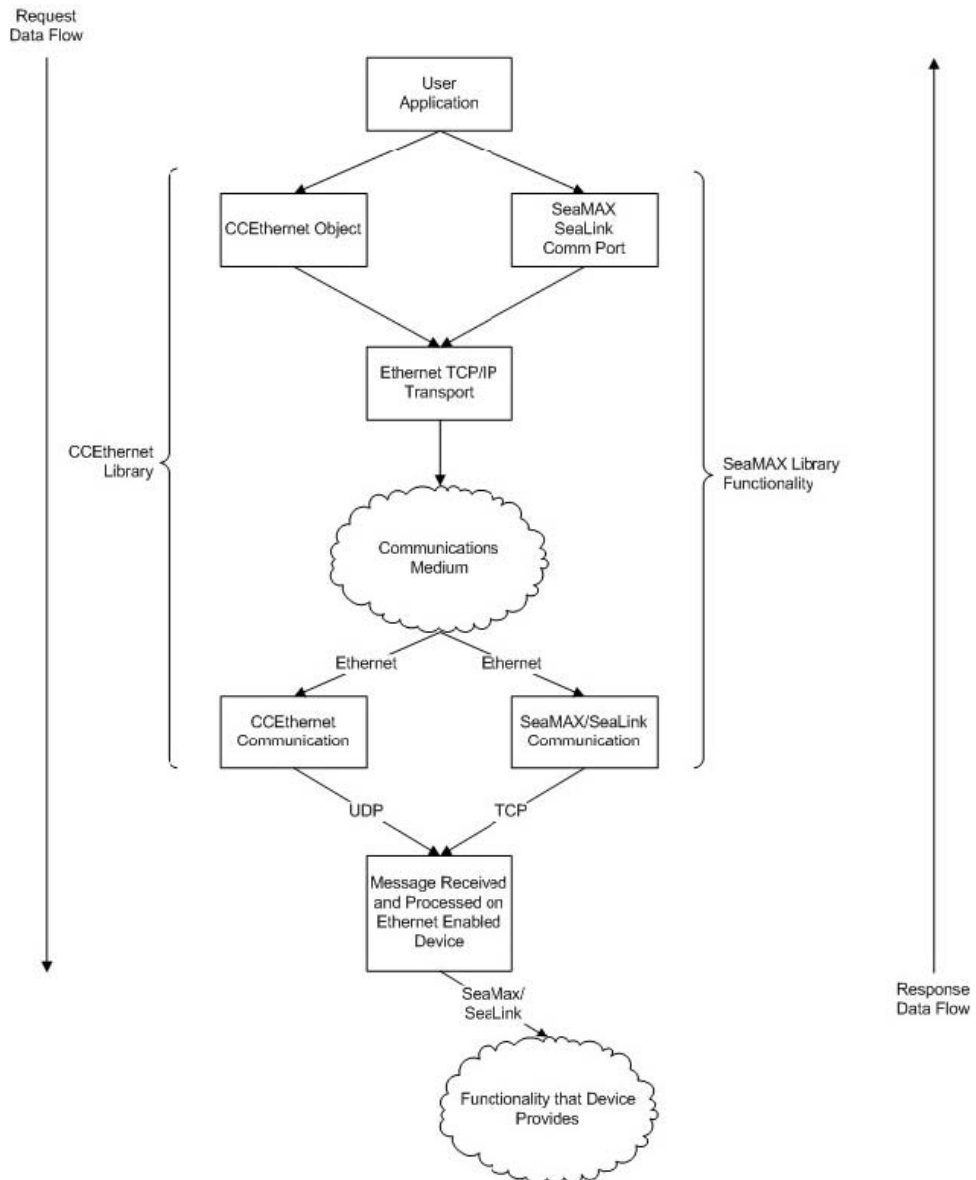 Request
Data Flow
User
Application
CCEthernet Object
SeaMAX
SeaLink
Comm Port
Ethernet TCP/IP
Transport
CCEthernet
Library
SeaMAX Library
Functionality
Communications
Medium
Ethernet
Ethernet
CCEthernet
Communication
SeaMAX/SeaLink
Communication
UDP
TCP
Message Received
and Processed on
Ethernet Enabled
Device
SeaMax/
SeaLink
Response
Data Flow
Functionality that Device
Provides